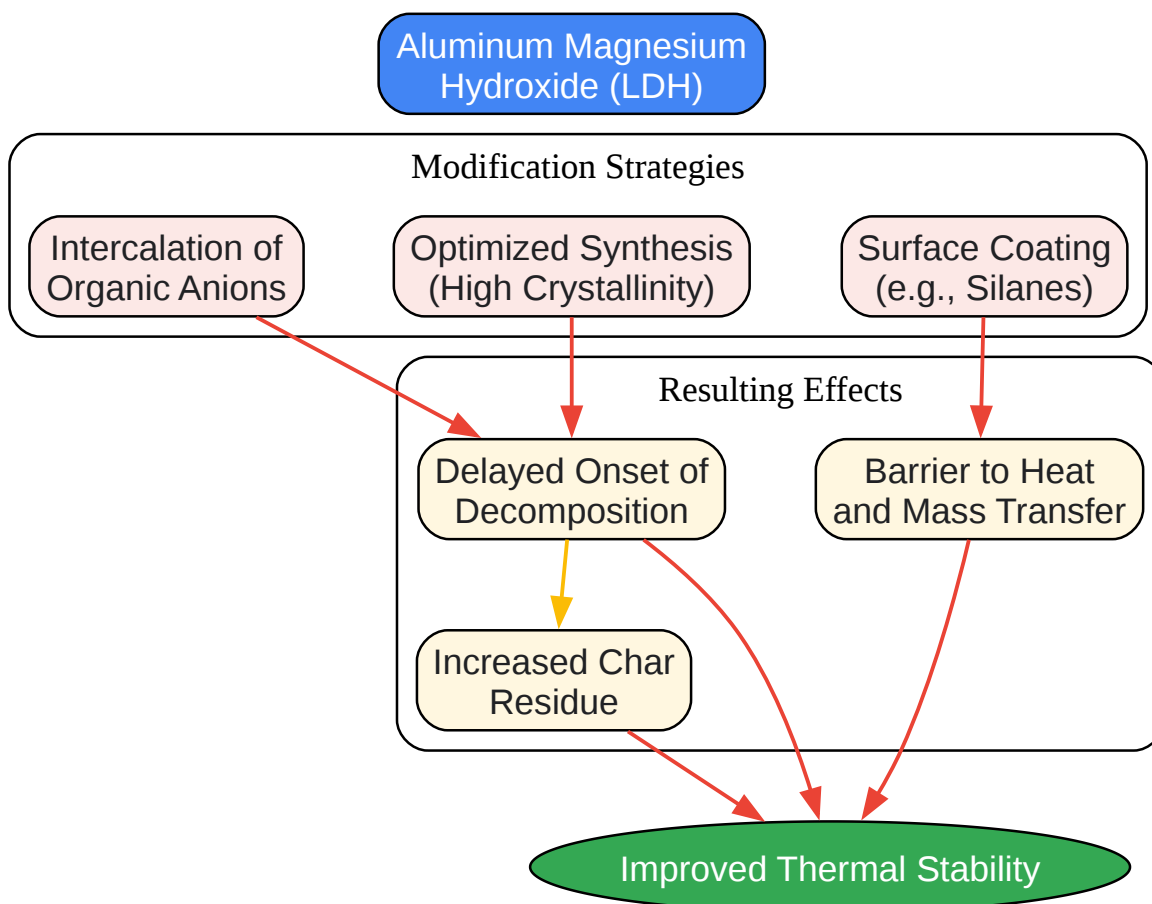 Aluminum Magnesium
Hydroxide (LDH)
Modification Strategies
Intercalation of
Organic Anions
Optimized Synthesis
(High Crystallinity)
Surface Coating
(e.g., Silanes)
Resulting Effects
Delayed Onset of
Decomposition
Barrier to Heat
and Mass Transfer
Increased Char
Residue
Improved Thermal Stability